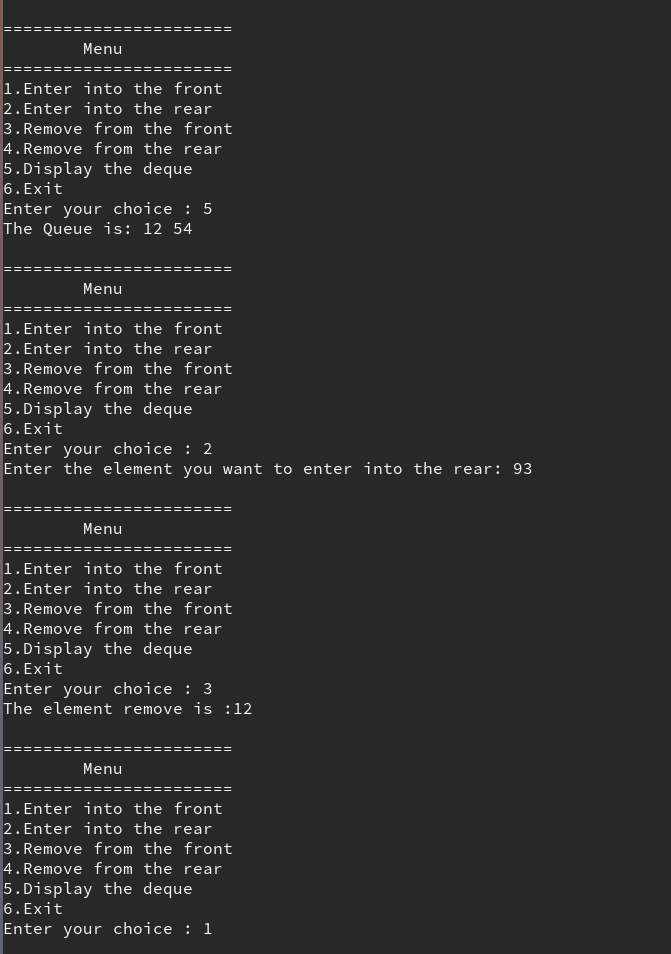 =======================
        Menu
=======================
1.Enter into the front
2.Enter into the rear
3.Remove from the front
4.Remove from the rear
5.Display the deque
6.Exit
Enter your choice : 5
The Queue is: 12 54

=======================
        Menu
=======================
1.Enter into the front
2.Enter into the rear
3.Remove from the front
4.Remove from the rear
5.Display the deque
6.Exit
Enter your choice : 2
Enter the element you want to enter into the rear: 93

=======================
        Menu
=======================
1.Enter into the front
2.Enter into the rear
3.Remove from the front
4.Remove from the rear
5.Display the deque
6.Exit
Enter your choice : 3
The element remove is :12

=======================
        Menu
=======================
1.Enter into the front
2.Enter into the rear
3.Remove from the front
4.Remove from the rear
5.Display the deque
6.Exit
Enter your choice : 1